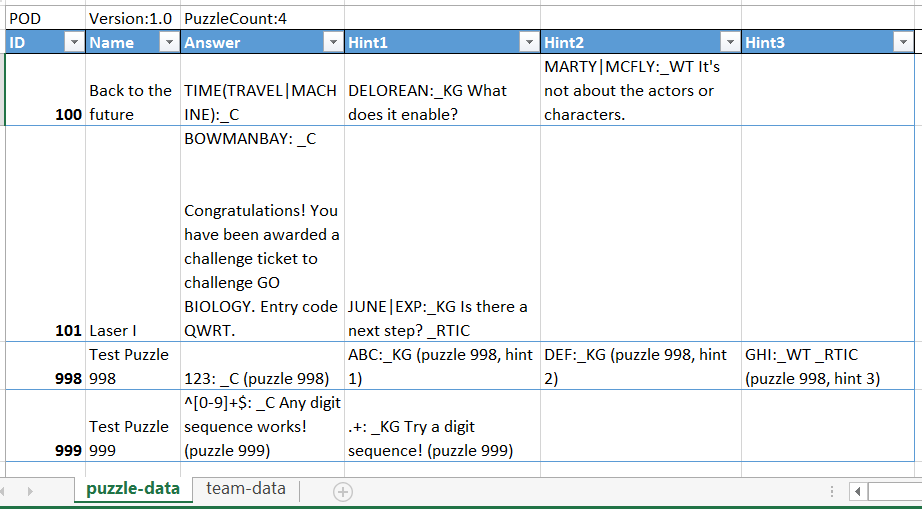 POD Version:1.0 PuzzleCount:4
ID Name Answer Hint1 Hint2 Hint3
100
Back to the
future
TIME(TRAVEL|MACH
INE):_C
DELOREAN:_KG What
does it enable?
MARTY|MCFLY:_WT It's
not about the actors or
characters.
101
Laser I
BOWMANBAY: _C
Congratulations! You
have been awarded a
challenge ticket to
challenge GO
BIOLOGY. Entry code
QWRT.
JUNE|EXP:_KG Is there a
next step? _RTIC
998
Test Puzzle
998
123: _C (puzzle 998)
ABC:_KG (puzzle 998, hint
1)
DEF:_KG (puzzle 998, hint
2)
GHI:_WT _RTIC
(puzzle 998, hint 3)
999
Test Puzzle
999
^[0-9]+$: _C Any digit
sequence works!
(puzzle 999)
.+: _KG Try a digit
sequence! (puzzle 999)
puzzle-data team-data